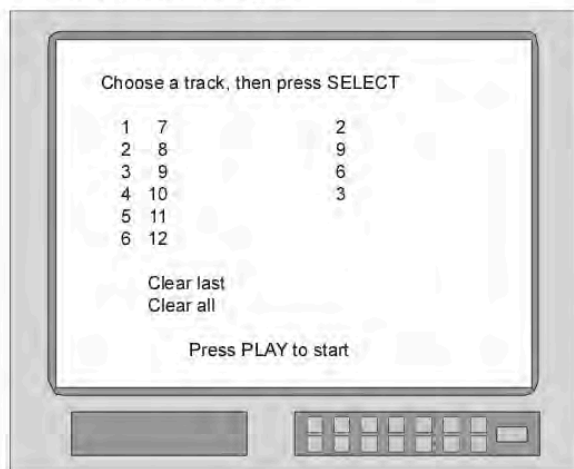 Choose a track, then press SELECT
1 7 2
2 8 9
3 9 6
4 10 3
5 11
6 12
Clear last
Clear all
Press PLAY to start